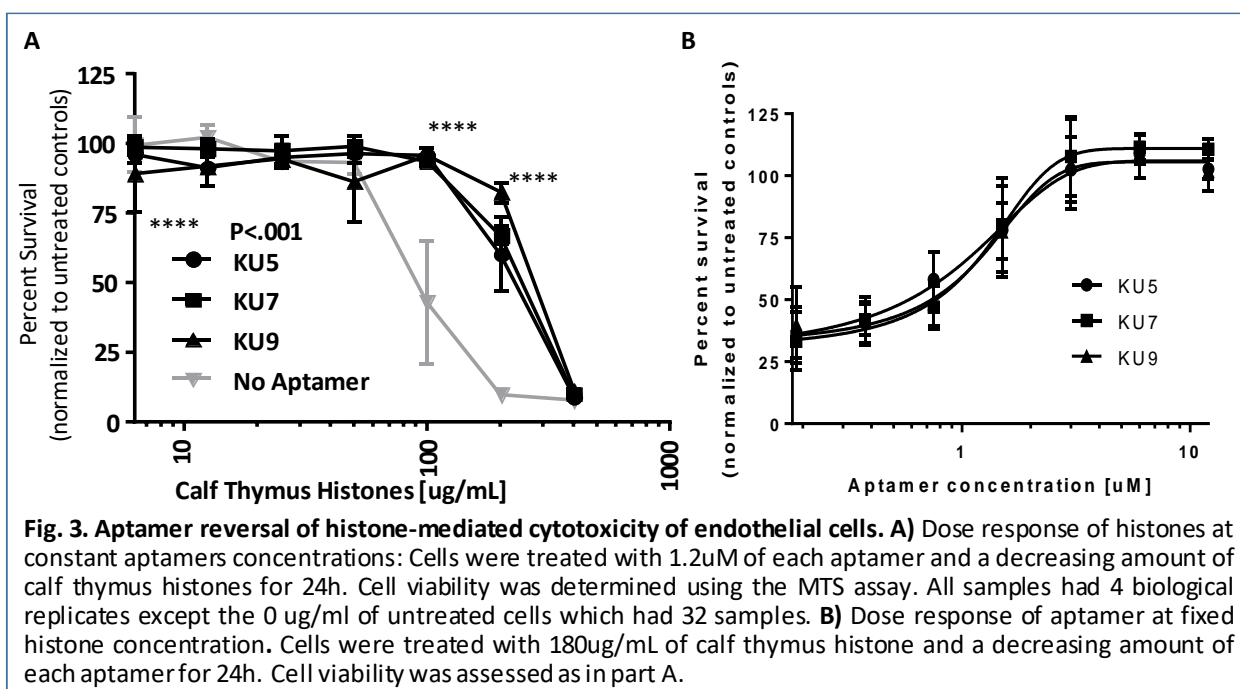 A
125
100
75
50
25
0
Percent Survival
(normalized to untreated controls)
****
****
**** P<.001
KU5
KU7
KU9
No Aptamer
10
100
1000
Calf Thymus Histones [ug/mL]
B
125
100
75
50
25
0
Percent survival
(normalized to untreated controls)
KU5
KU7
KU9
1
10
Aptamer concentration [uM]
Fig. 3. Aptamer reversal of histone-mediated cytotoxicity of endothelial cells. A) Dose response of histones at
constant aptamers concentrations: Cells were treated with 1.2uM of each aptamer and a decreasing amount of
calf thymus histones for 24h. Cell viability was determined using the MTS assay. All samples had 4 biological
replicates except the 0 ug/ml of untreated cells which had 32 samples. B) Dose response of aptamer at fixed
histone concentration. Cells were treated with 180ug/mL of calf thymus histone and a decreasing amount of
each aptamer for 24h. Cell viability was assessed as in part A.